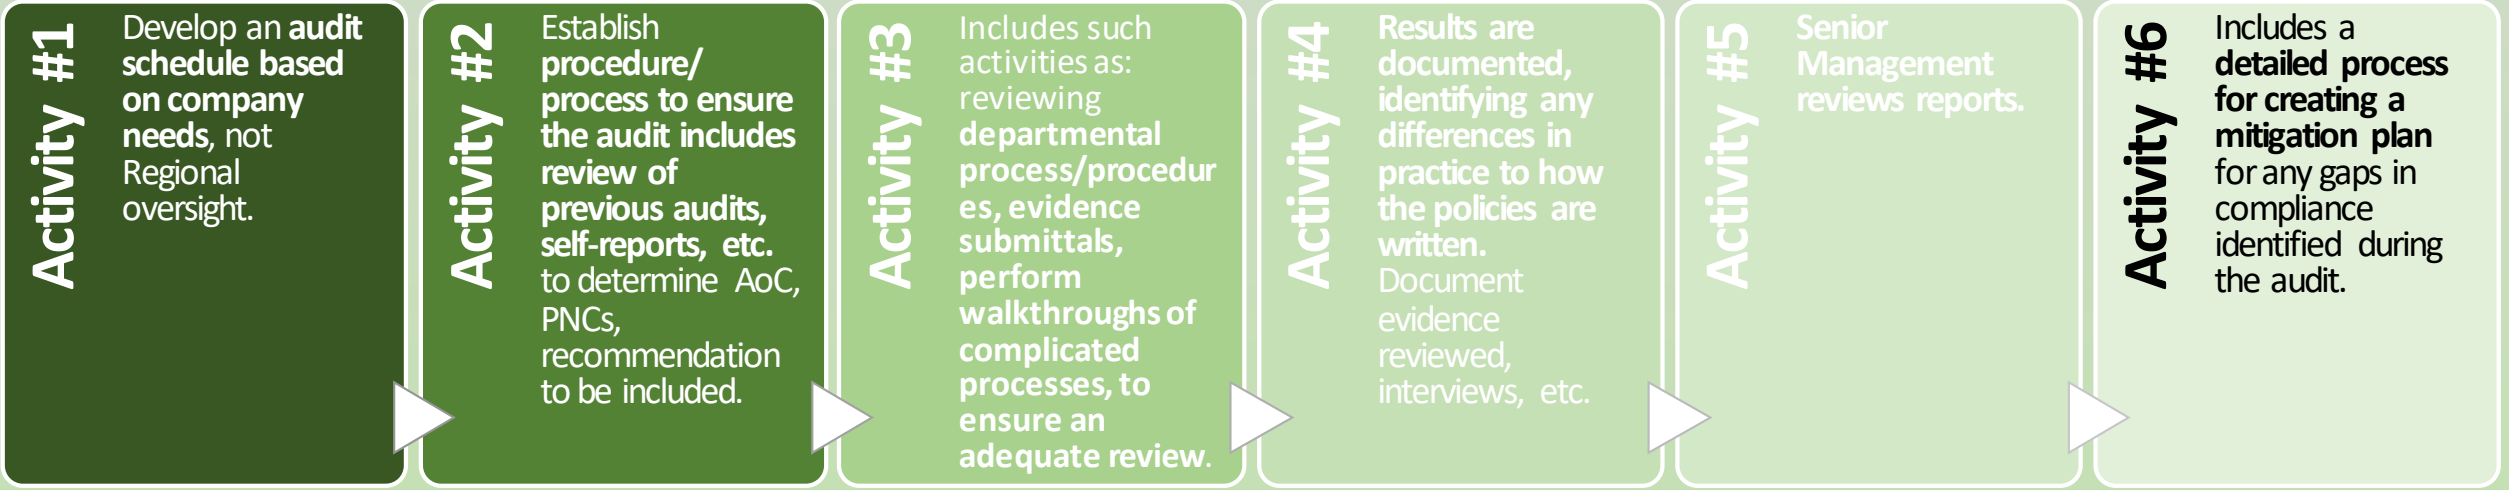 Activity #1
Develop an audit
schedule based
on company
needs, not
Regional
oversight.
Activity #2
Establish
procedure/
process to ensure
the audit includes
review of
previous audits,
self-reports, etc.
to determine AoC,
PNCs,
recommendation
to be included.
Activity #3
Includes such
activities as:
reviewing
departmental
process/procedur
es, evidence
submittals,
perform
walkthroughs of
complicated
processes, to
ensure an
adequate review.
Activity #4
Results are
documented,
identifying any
differences in
practice to how
the policies are
written.
Document
evidence
reviewed,
interviews, etc.
Activity #5
Senior
Management
reviews reports.
Activity #6
Includes a
detailed process
for creating a
mitigation plan
for any gaps in
compliance
identified during
the audit.